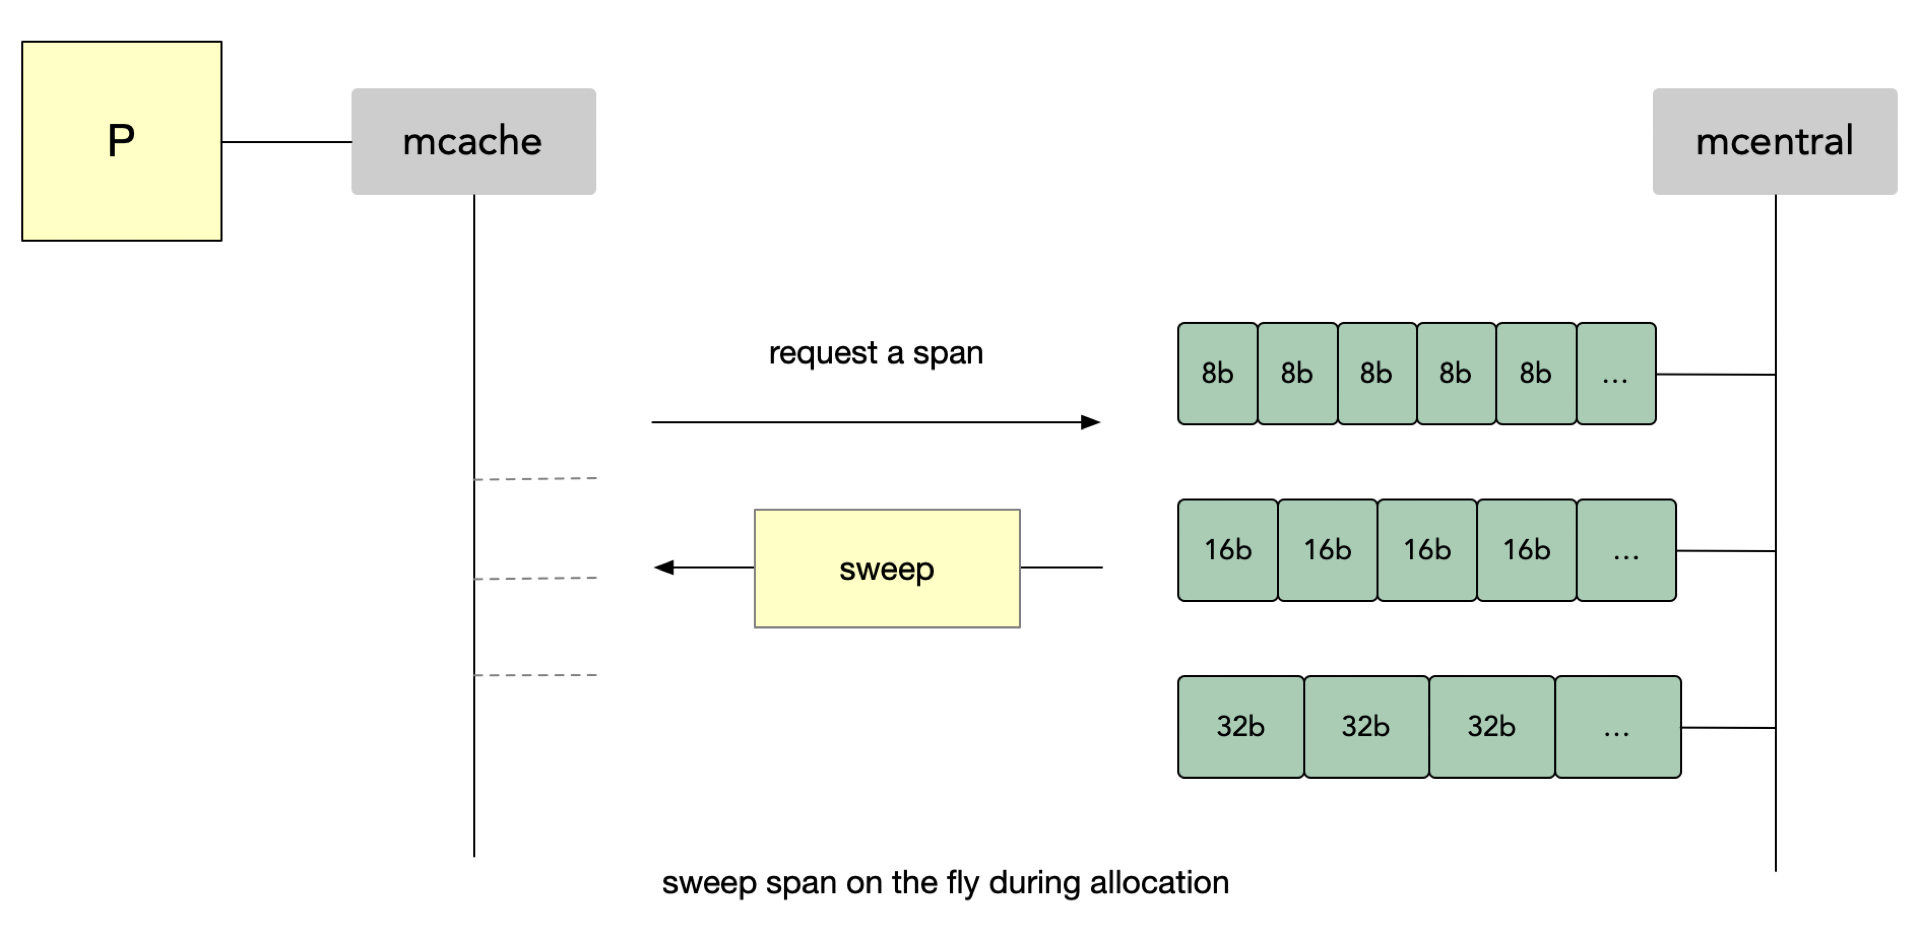 P
mcache
mcentral
request a span
8b 8b 8b 8b 8b ...
sweep
16b 16b 16b 16b ...
32b 32b 32b ...
sweep span on the fly during allocation